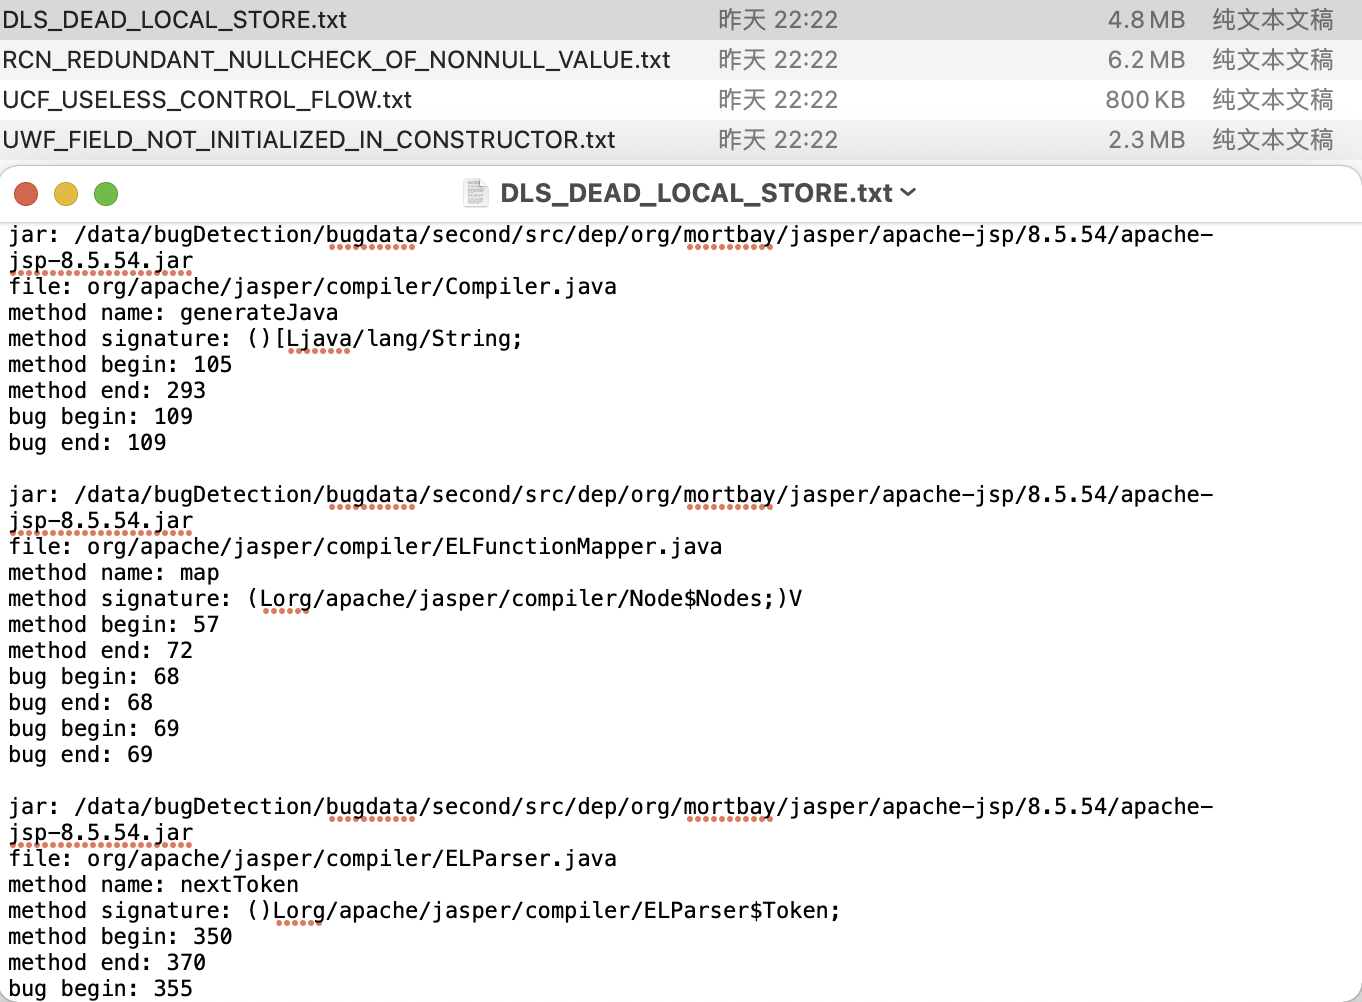 DLS_DEAD_LOCAL_STORE.txt 昨天 22:22 4.8 MB 纯文本文稿
RCN_REDUNDANT_NULLCHECK_OF_NONNULL_VALUE.txt 昨天 22:22 6.2 MB 纯文本文稿
UCF_USELESS_CONTROL_FLOW.txt 昨天 22:22 800 KB 纯文本文稿
UWF_FIELD_NOT_INITIALIZED_IN_CONSTRUCTOR.txt 昨天 22:22 2.3 MB 纯文本文稿
DLS_DEAD_LOCAL_STORE.txt
jar: /data/bugDetection/bugdata/second/src/dep/org/mortbay/jasper/apache-jsp/8.5.54/apache-
jsp-8.5.54.jar
file: org/apache/jasper/compiler/Compiler.java
method name: generateJava
method signature: ()[Ljava/lang/String;
method begin: 105
method end: 293
bug begin: 109
bug end: 109
jar: /data/bugDetection/bugdata/second/src/dep/org/mortbay/jasper/apache-jsp/8.5.54/apache-
jsp-8.5.54.jar
file: org/apache/jasper/compiler/ELFunctionMapper.java
method name: map
method signature: (Lorg/apache/jasper/compiler/Node$Nodes;)V
method begin: 57
method end: 72
bug begin: 68
bug end: 68
bug begin: 69
bug end: 69
jar: /data/bugDetection/bugdata/second/src/dep/org/mortbay/jasper/apache-jsp/8.5.54/apache-
jsp-8.5.54.jar
file: org/apache/jasper/compiler/ELParser.java
method name: nextToken
method signature: ()Lorg/apache/jasper/compiler/ELParser$Token;
method begin: 350
method end: 370
bug begin: 355